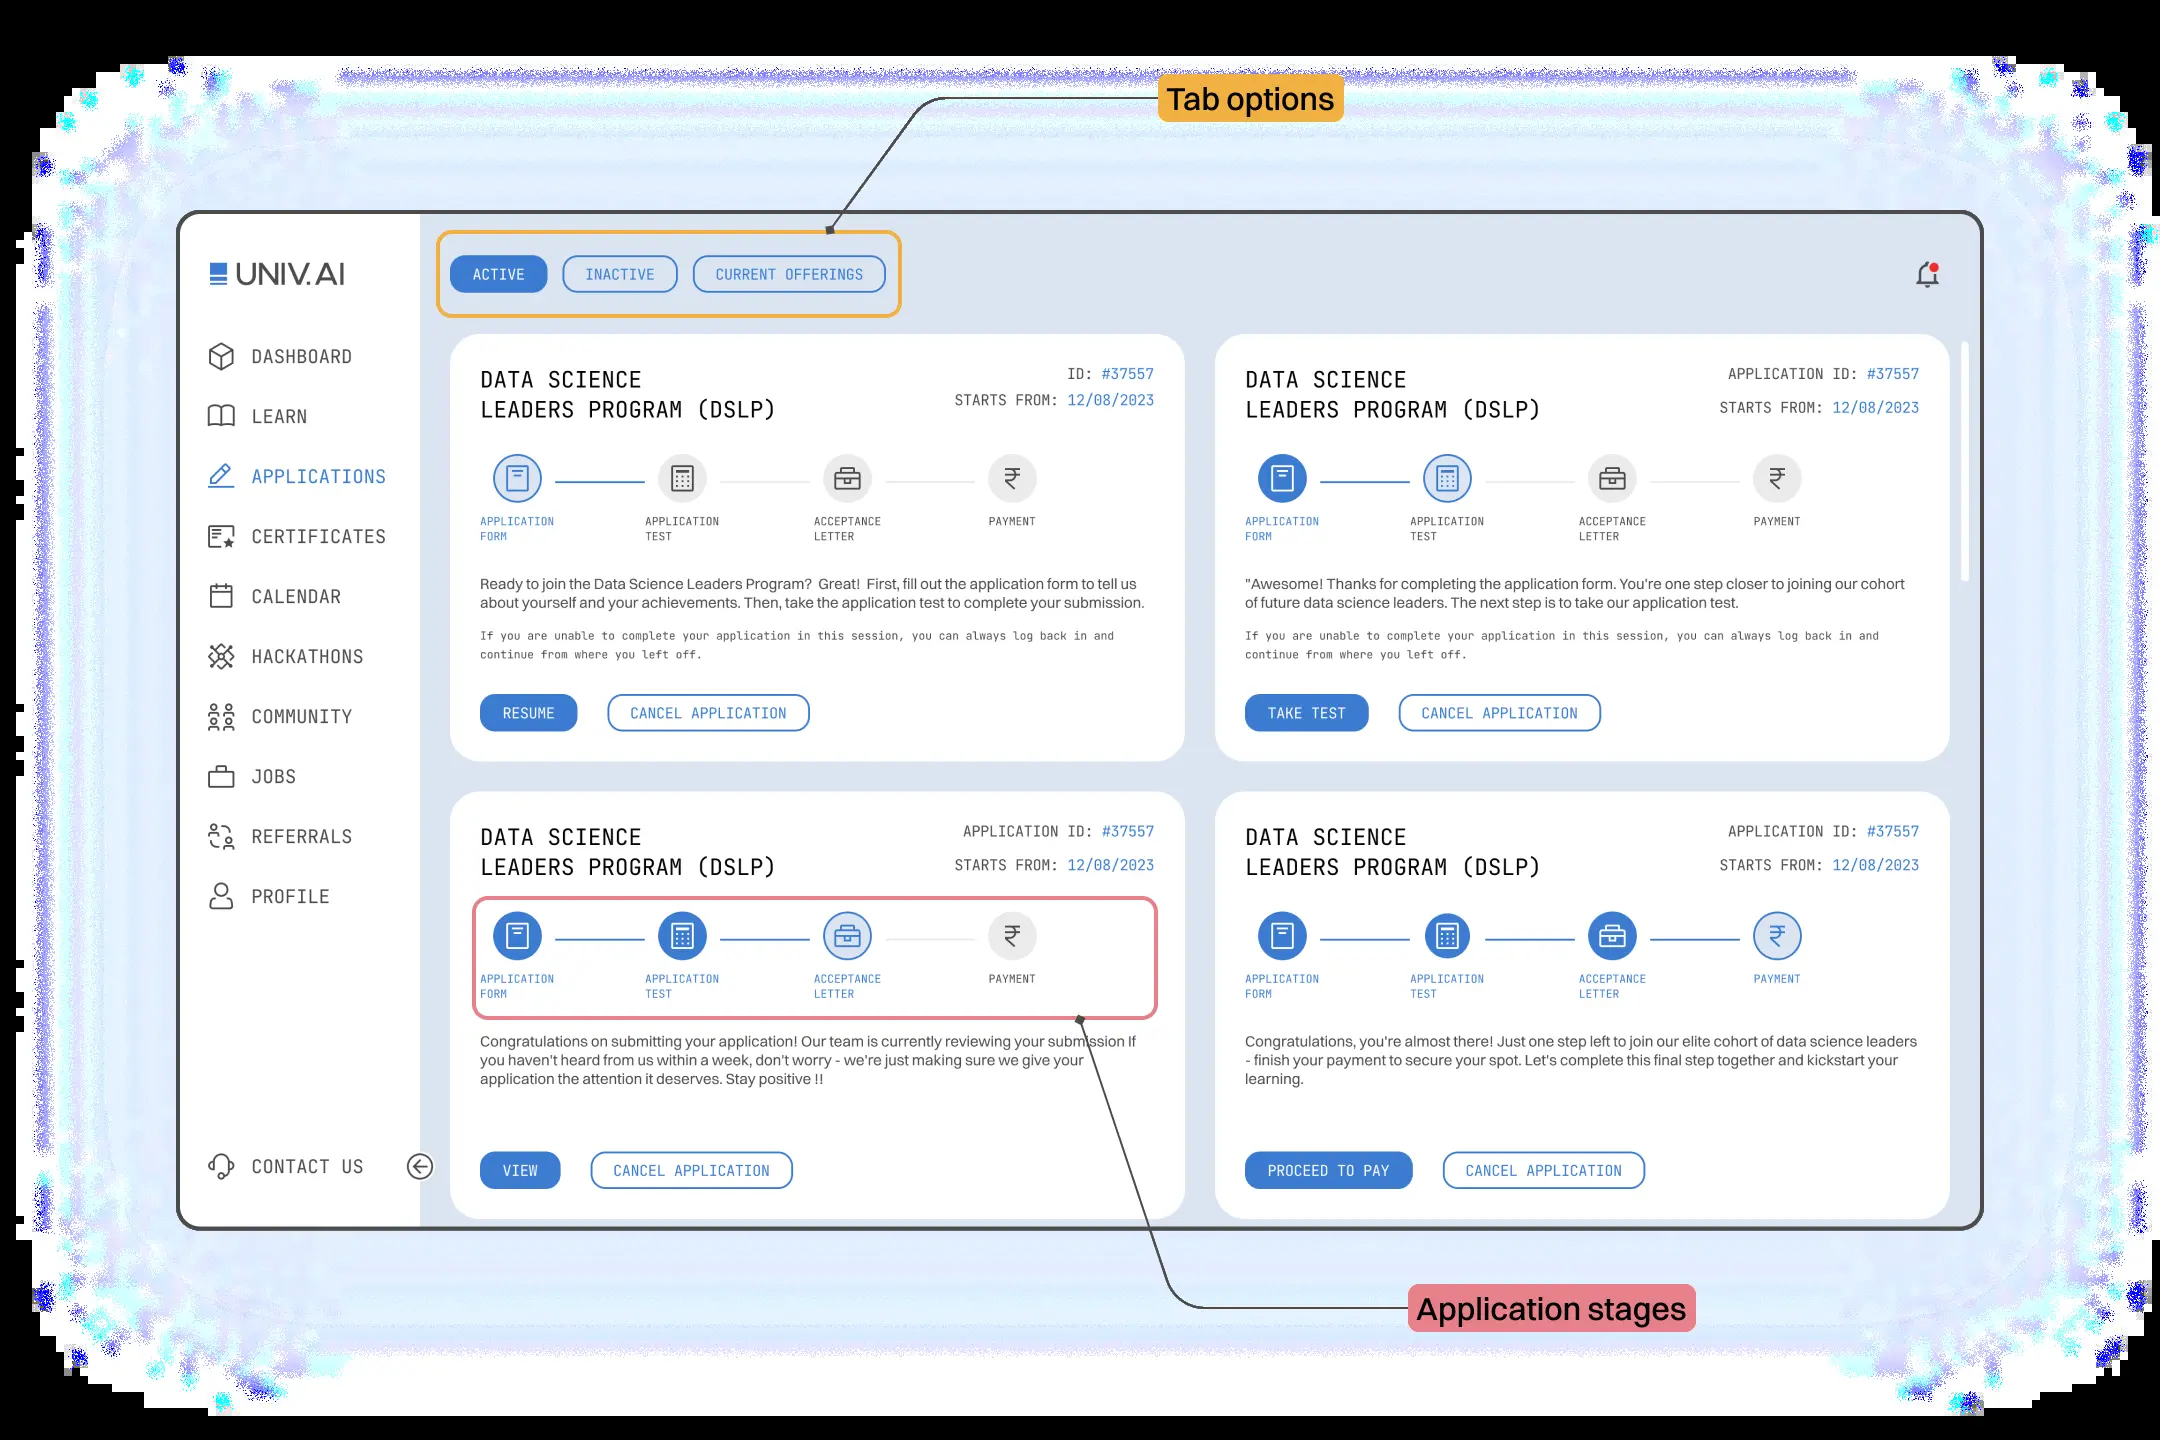 Tab options
UNIV.AI
ACTIVE
INACTIVE
CURRENT OFFERINGS
DASHBOARD
LEARN
APPLICATIONS
CERTIFICATES
CALENDAR
HACKATHONS
COMMUNITY
JOBS
REFERRALS
PROFILE
CONTACT US
DATA SCIENCE
LEADERS PROGRAM (DSLP)
ID: #37557
STARTS FROM: 12/08/2023
APPLICATION
FORM
APPLICATION
TEST
ACCEPTANCE
LETTER
PAYMENT
Ready to join the Data Science Leaders Program? Great! First, fill out the application form to tell us
about yourself and your achievements. Then, take the application test to complete your submission.
If you are unable to complete your application in this session, you can always log back in and
continue from where you left off.
RESUME
CANCEL APPLICATION
DATA SCIENCE
LEADERS PROGRAM (DSLP)
APPLICATION ID: #37557
STARTS FROM: 12/08/2023
APPLICATION
FORM
APPLICATION
TEST
ACCEPTANCE
LETTER
PAYMENT
"Awesome! Thanks for completing the application form. You're one step closer to joining our cohort
of future data science leaders. The next step is to take our application test.
If you are unable to complete your application in this session, you can always log back in and
continue from where you left off.
TAKE TEST
CANCEL APPLICATION
DATA SCIENCE
LEADERS PROGRAM (DSLP)
APPLICATION ID: #37557
STARTS FROM: 12/08/2023
APPLICATION
FORM
APPLICATION
TEST
ACCEPTANCE
LETTER
PAYMENT
Congratulations on submitting your application! Our team is currently reviewing your submission If
you haven't heard from us within a week, don't worry - we're just making sure we give your
application the attention it deserves. Stay positive !!
VIEW
CANCEL APPLICATION
DATA SCIENCE
LEADERS PROGRAM (DSLP)
APPLICATION ID: #37557
STARTS FROM: 12/08/2023
APPLICATION
FORM
APPLICATION
TEST
ACCEPTANCE
LETTER
PAYMENT
Congratulations, you're almost there! Just one step left to join our elite cohort of data science leaders
- finish your payment to secure your spot. Let's complete this final step together and kickstart your
learning.
PROCEED TO PAY
CANCEL APPLICATION
Application stages